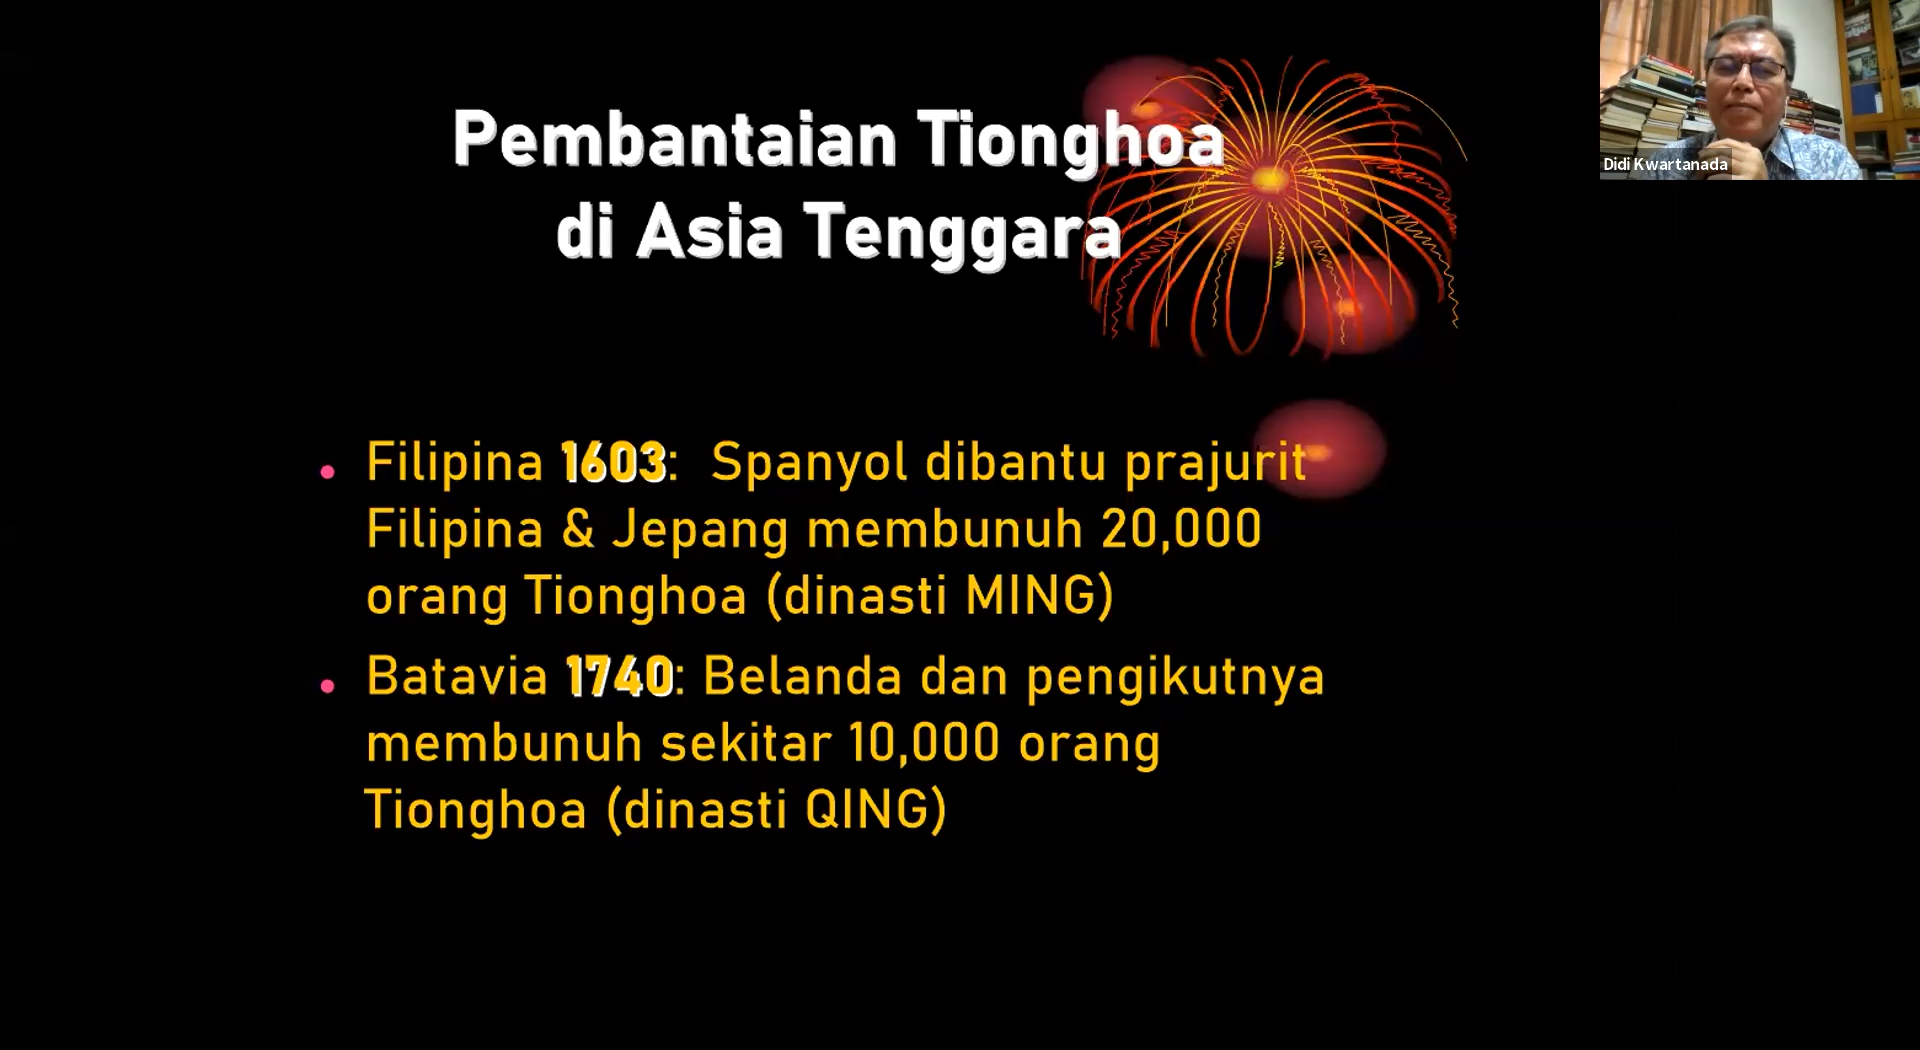 Pembantaian Tionghoa
di Asia Tenggara
Didi Kwartanada
• Filipina 1603: Spanyol dibantu prajurit
Filipina & Jepang membunuh 20,000
orang Tionghoa (dinasti MING)
• Batavia 1740: Belanda dan pengikutnya
membunuh sekitar 10,000 orang
Tionghoa (dinasti QING)